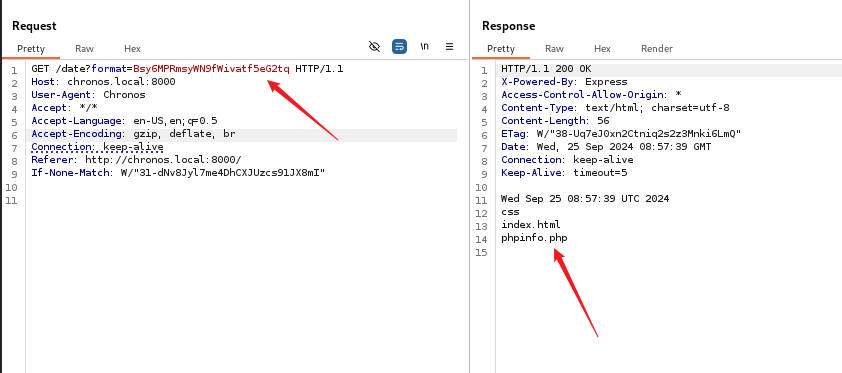 Request
Pretty Raw Hex
\n
1 GET /date?format=Bsy6MPRmsyWN9fWivatf5eG2tq HTTP/1.1
2 Host: chronos.local:8000
3 User-Agent: Chronos
4 Accept: */*
5 Accept-Language: en-US,en;q=0.5
6 Accept-Encoding: gzip, deflate, br
7 Connection: keep-alive
8 Referer: http://chronos.local:8000/
9 If-None-Match: W/"31-dNv8Jyl7me4DhCXJUzcs91JX8mI"
10
11
Response
Pretty Raw Hex Render
1 HTTP/1.1 200 OK
2 X-Powered-By: Express
3 Access-Control-Allow-Origin: *
4 Content-Type: text/html; charset=utf-8
5 Content-Length: 56
6 ETag: W/"38-Uq7eJOxn2Ctniq2s2z3Mnki6LmQ"
7 Date: Wed, 25 Sep 2024 08:57:39 GMT
8 Connection: keep-alive
9 Keep-Alive: timeout=5
10
11 Wed Sep 25 08:57:39 UTC 2024
12 css
13 index.html
14 phpinfo.php
15